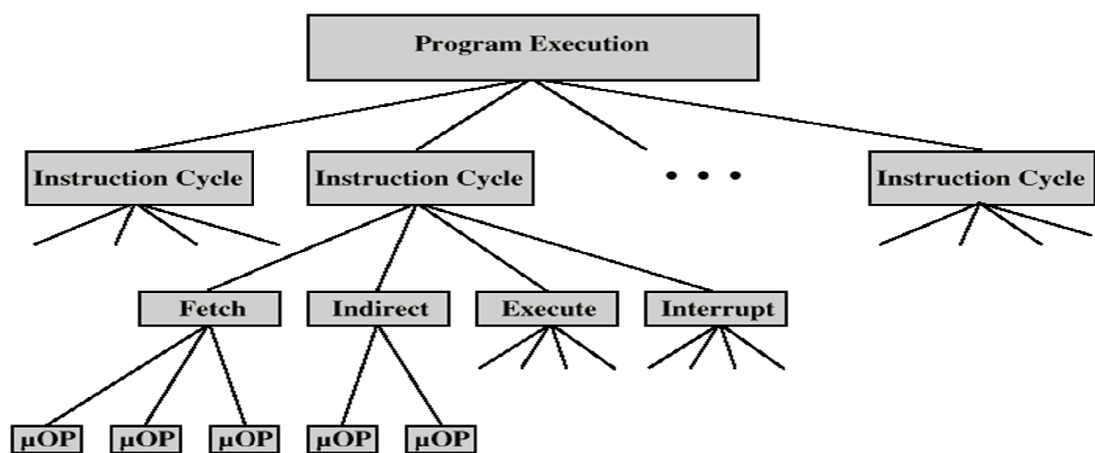 Program Execution
Instruction Cycle
Instruction Cycle
• • •
Instruction Cycle
Fetch
Indirect
Execute
Interrupt
µOP
µOP
µOP
µOP
µOP